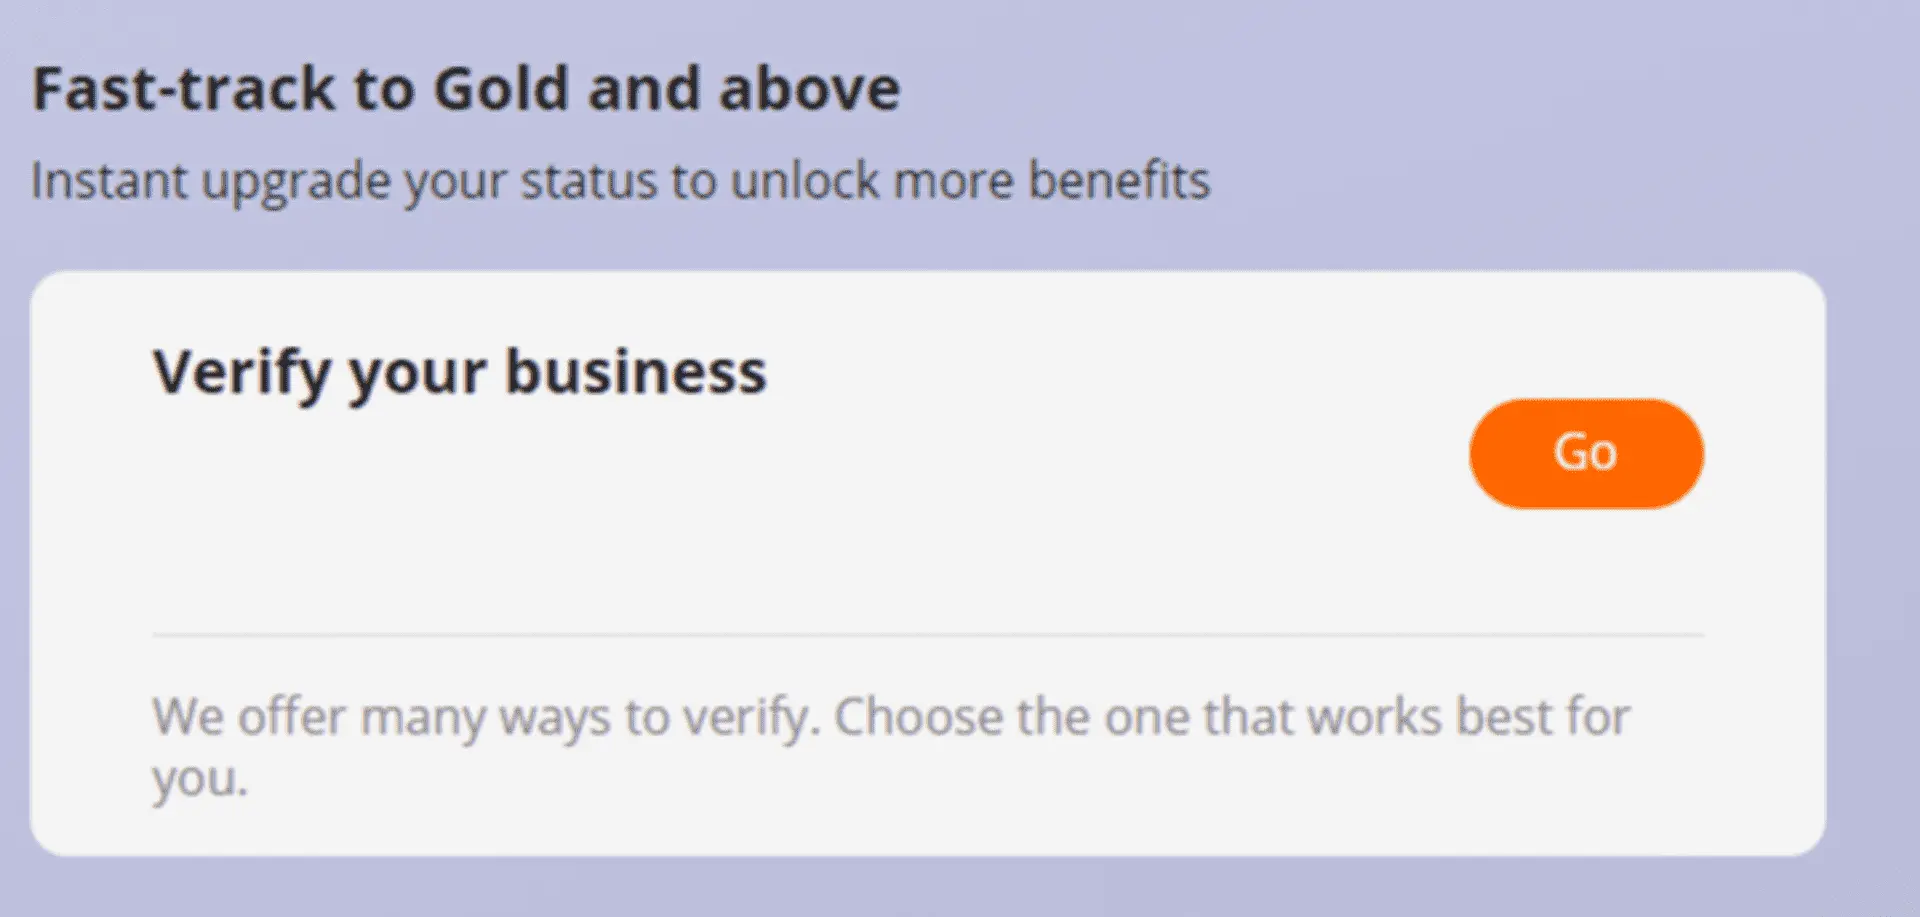 Fast-track to Gold and above
Instant upgrade your status to unlock more benefits
Verify your business
Go
We offer many ways to verify. Choose the one that works best for
you.